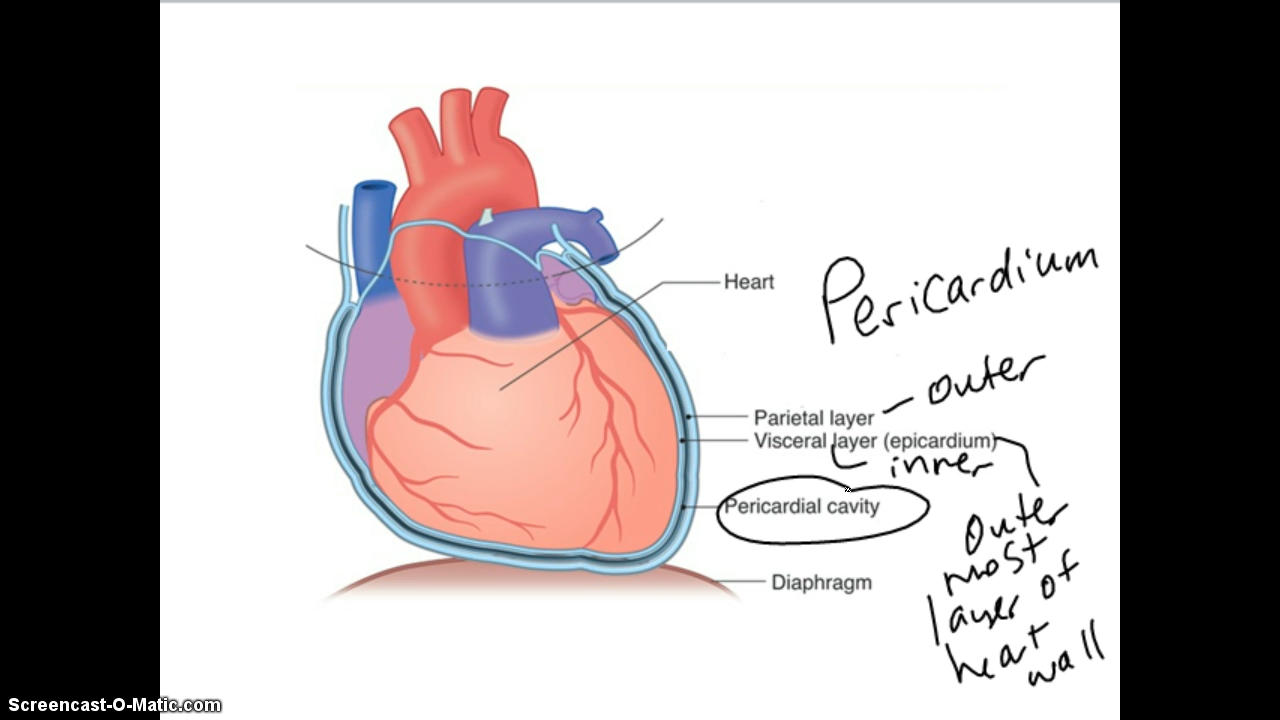 Heart
Pericardium
Parietal layer – outer
Visceral layer (epicardium)
inner
Pericardial cavity
outer
most
layer of
heart
wall
Diaphragm
Screencast-O-Matic.com